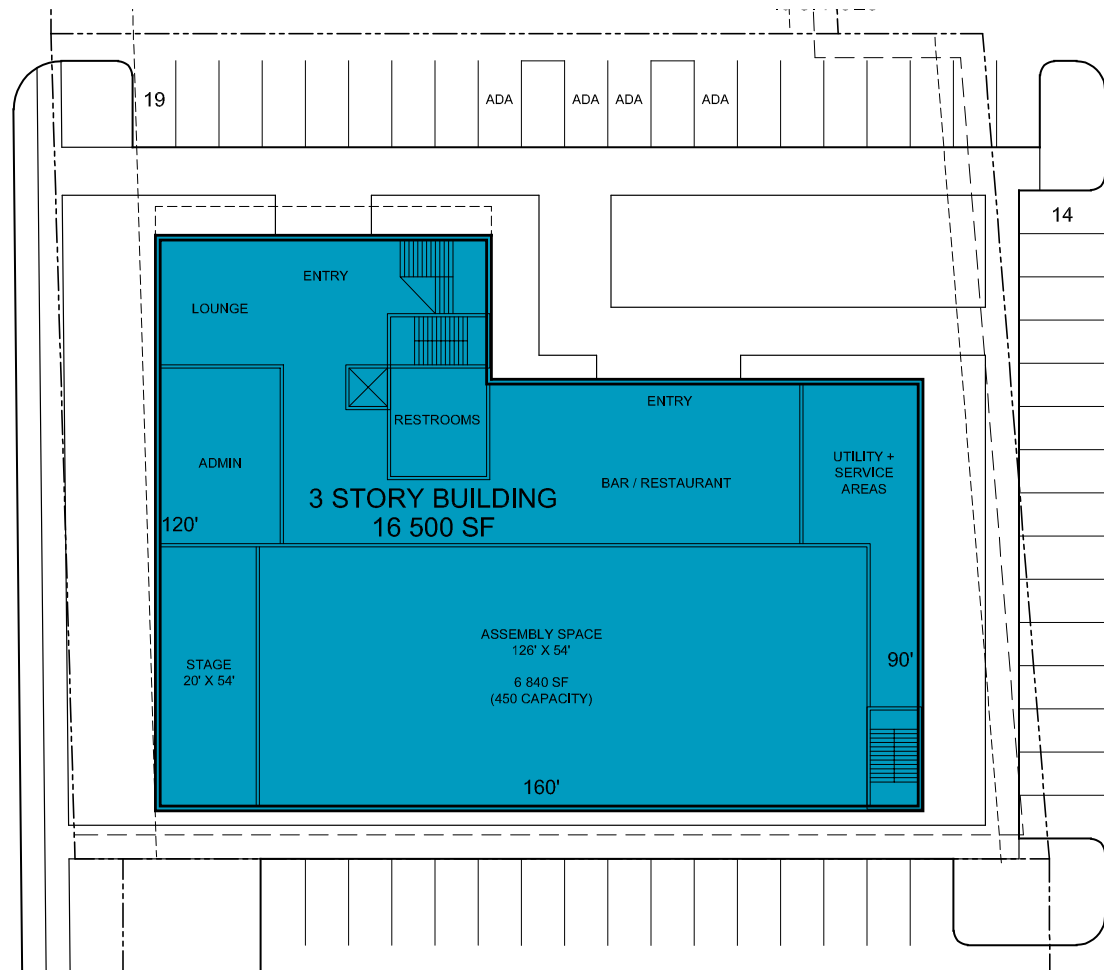 19
ADA
ADA
ADA
ADA
14
ENTRY
LOUNGE
ENTRY
RESTROOMS
ADMIN
UTILITY +
SERVICE
AREAS
BAR / RESTAURANT
3 STORY BUILDING
16 500 SF
120'
ASSEMBLY SPACE
126' X 54'
6 840 SF
(450 CAPACITY)
STAGE
20' X 54'
90'
160'